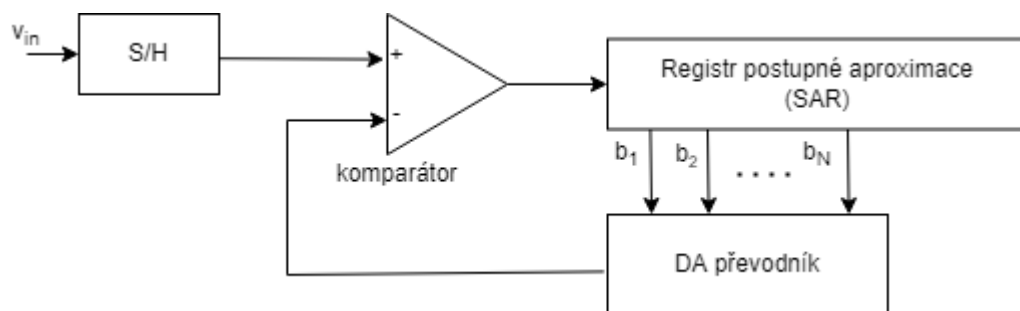 v_in
S/H
+
-
komparátor
Registr postupné aproximace
(SAR)
b_1
b_2
....
b_N
DA převodník